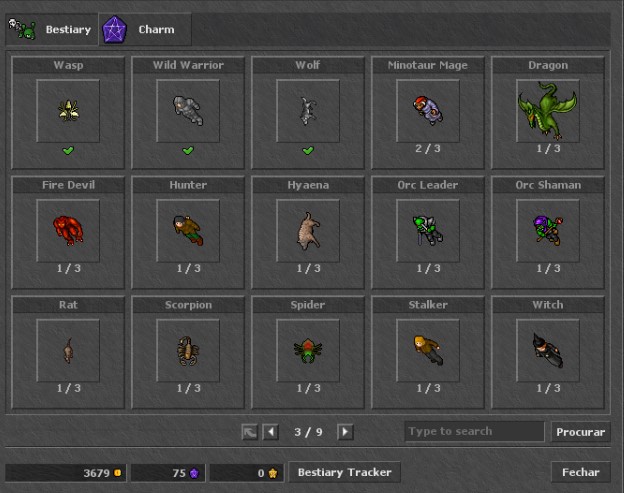 Bestiary Charm
Wasp Wild Warrior Wolf Minotaur Mage Dragon
2 / 3 1 / 3
Fire Devil Hunter Hyaena Orc Leader Orc Shaman
1 / 3 1 / 3 1 / 3 1 / 3 1 / 3
Rat Scorpion Spider Stalker Witch
1 / 3 1 / 3 1 / 3 1 / 3 1 / 3
3 / 9 Type to search Procurar
3679 75 0 Bestiary Tracker Fechar